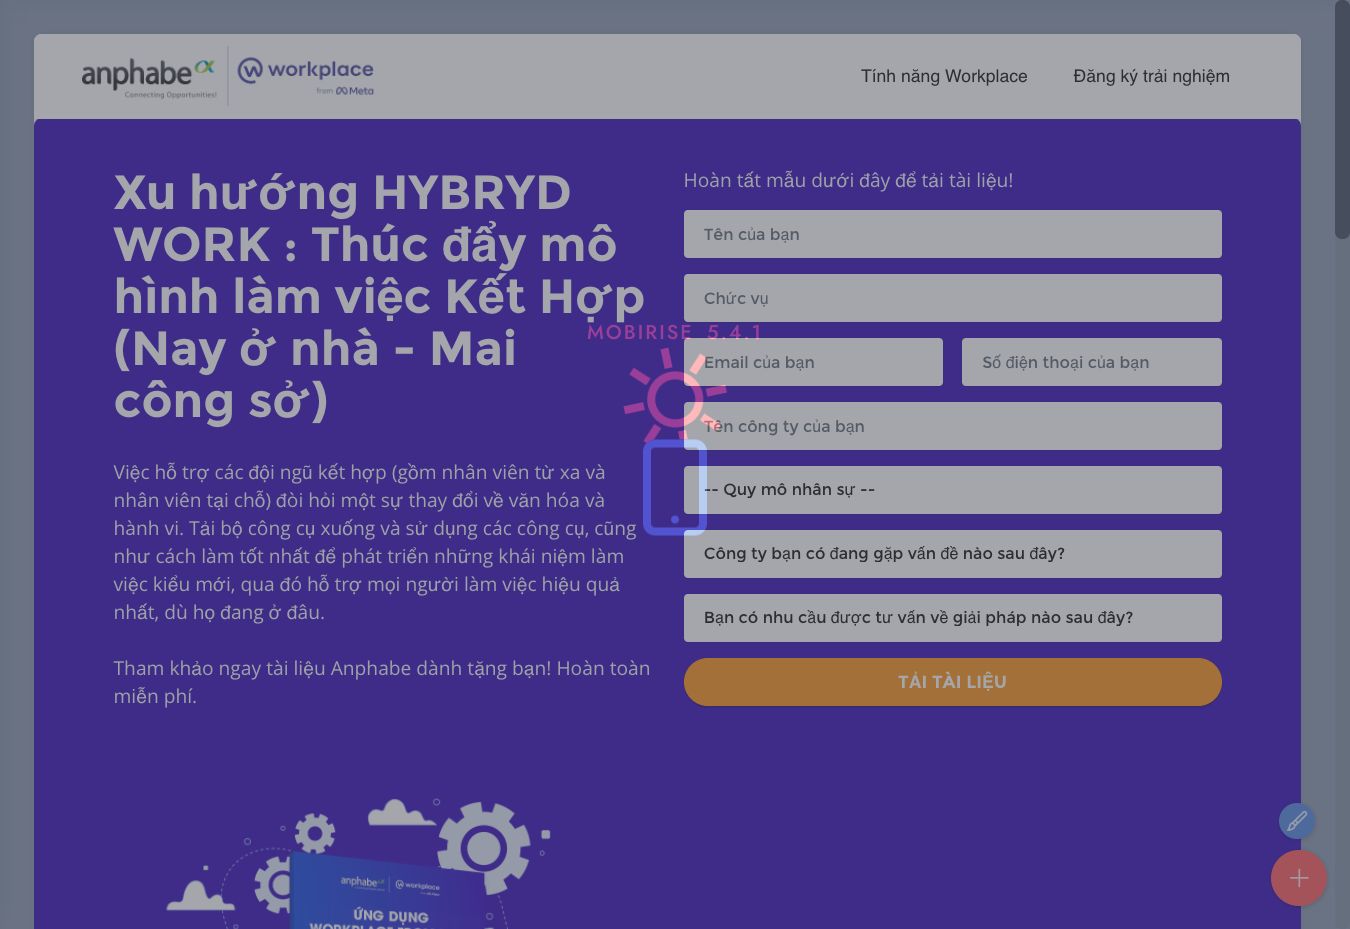 anphabe
Connecting Opportunities!
workplace
from Meta
Tính năng Workplace
Đăng ký trải nghiệm
Xu hướng HYBRYD
WORK : Thúc đẩy mô
hình làm việc Kết Hợp
(Nay ở nhà - Mai
công sở)
Việc hỗ trợ các đội ngũ kết hợp (gồm nhân viên từ xa và
nhân viên tại chỗ) đòi hỏi một sự thay đổi về văn hóa và
hành vi. Tải bộ công cụ xuống và sử dụng các công cụ, cũng
như cách làm tốt nhất để phát triển những khái niệm làm
việc kiểu mới, qua đó hỗ trợ mọi người làm việc hiệu quả
nhất, dù họ đang ở đâu.
Tham khảo ngay tài liệu Anphabe dành tặng bạn! Hoàn toàn
miễn phí.
Hoàn tất mẫu dưới đây để tải tài liệu!
Tên của bạn
Chức vụ
MOBIRISE 5.4.1
Email của bạn
Số điện thoại của bạn
Tên công ty của bạn
-- Quy mô nhân sự --
Công ty bạn có đang gặp vấn đề nào sau đây?
Bạn có nhu cầu được tư vấn về giải pháp nào sau đây?
TẢI TÀI LIỆU
anphabe
workplace
ỨNG DỤNG
WORKPLACE FROM